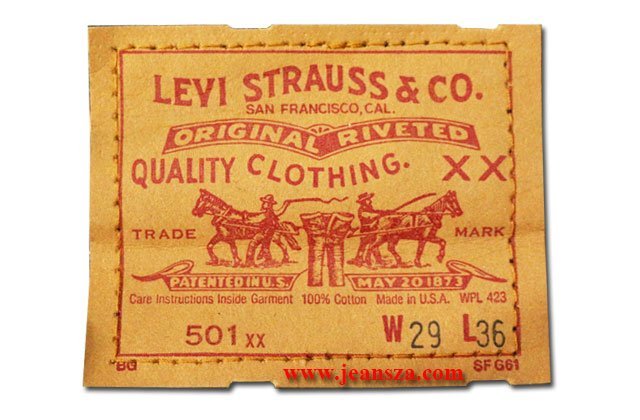 LEVI STRAUSS & CO.
SAN FRANCISCO, CAL.
ORIGINAL RIVETED
QUALITY CLOTHING. XX
TRADE MARK
PATENTED IN U.S. MAY 20 1873
Care Instructions Inside Garment 100% Cotton Made in U.S.A. WPL 423
501 XX W 29 L 36
BG SF G61
www.jeansza.com